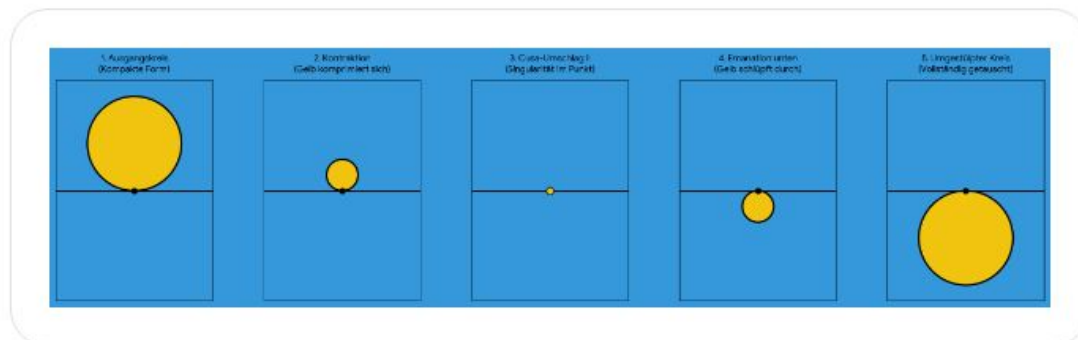 1. Ausgangskreis
(Kompakte Form)
2. Kontraktion
(Gelb komprimiert sich)
3. Cusa-Umschlag I:
(Singularität im Punkt)
4. Emanation unten
(Gelb schlüpft durch)
5. Umgestülpter Kreis
(Vollständig getauscht)